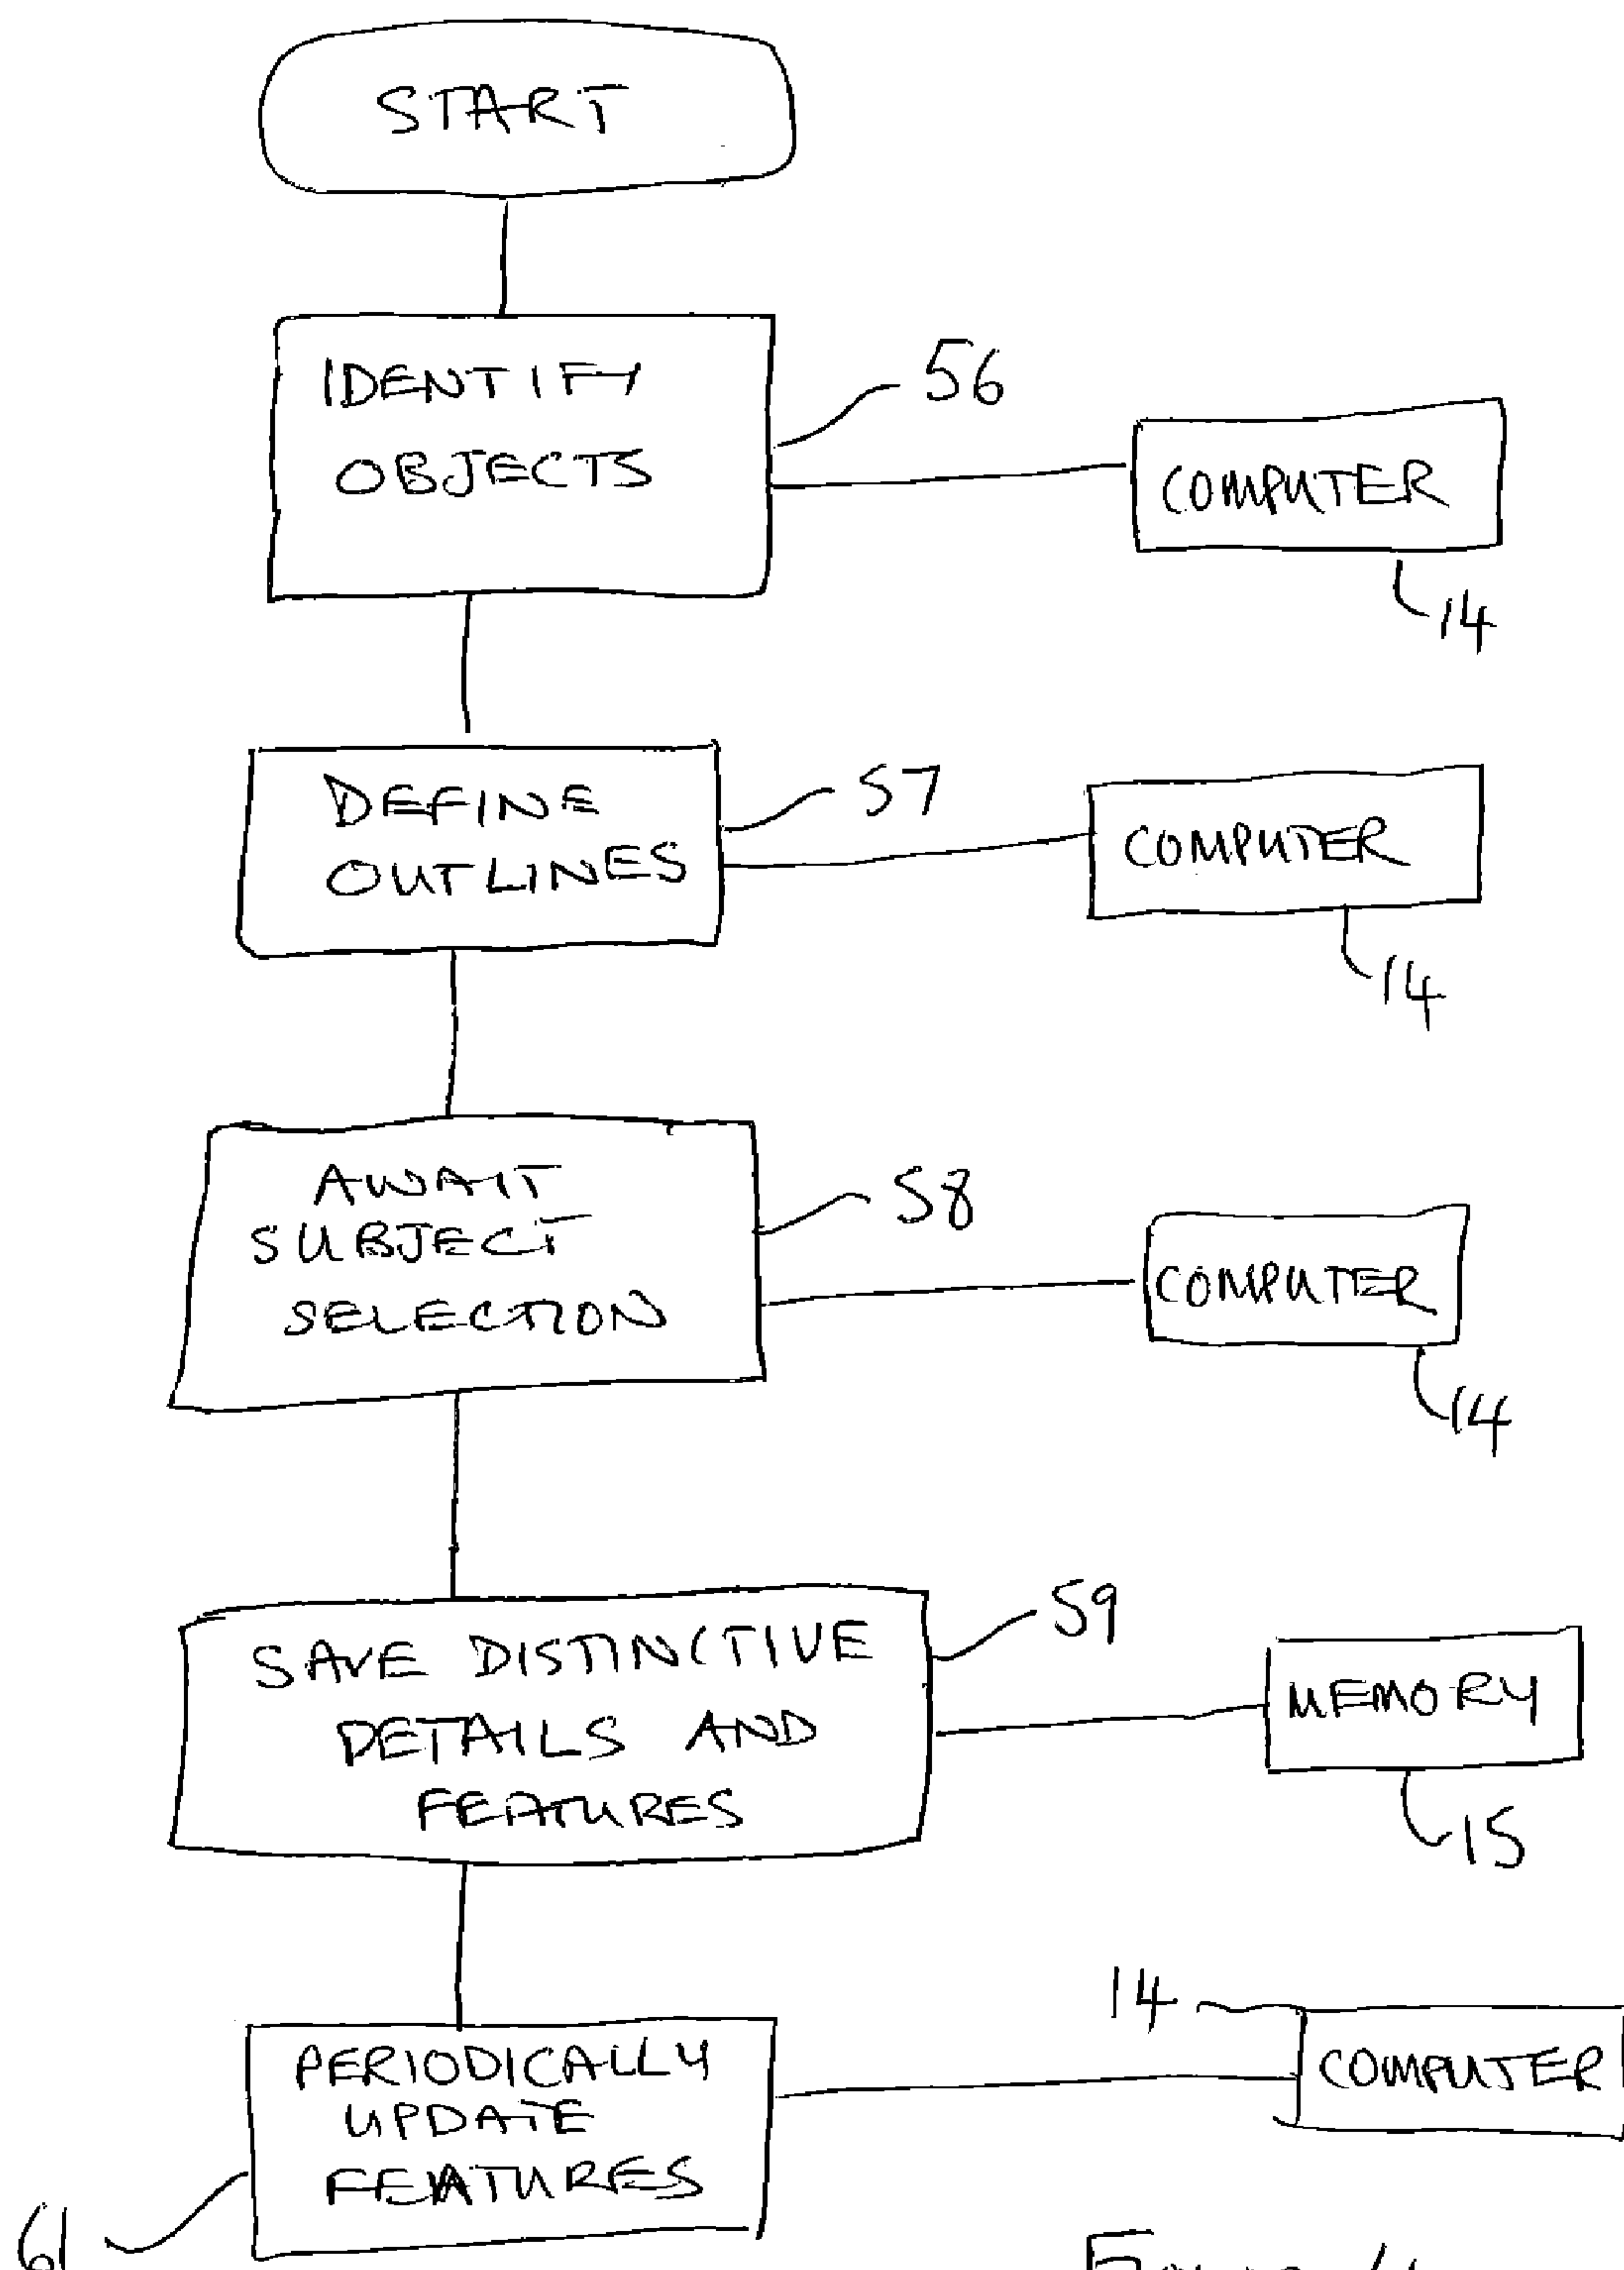 START
IDENTIFY
OBJECTS
56
COMPUTER
14
DEFINE
OUTLINES
57
COMPUTER
14
AWAIT
SUBJECT
SELECTION
58
COMPUTER
14
SAVE DISTINCTIVE
DETAILS AND
FEATURES
59
MEMORY
15
PERIODICALLY
UPDATE
FEATURES
61
14
COMPUTER